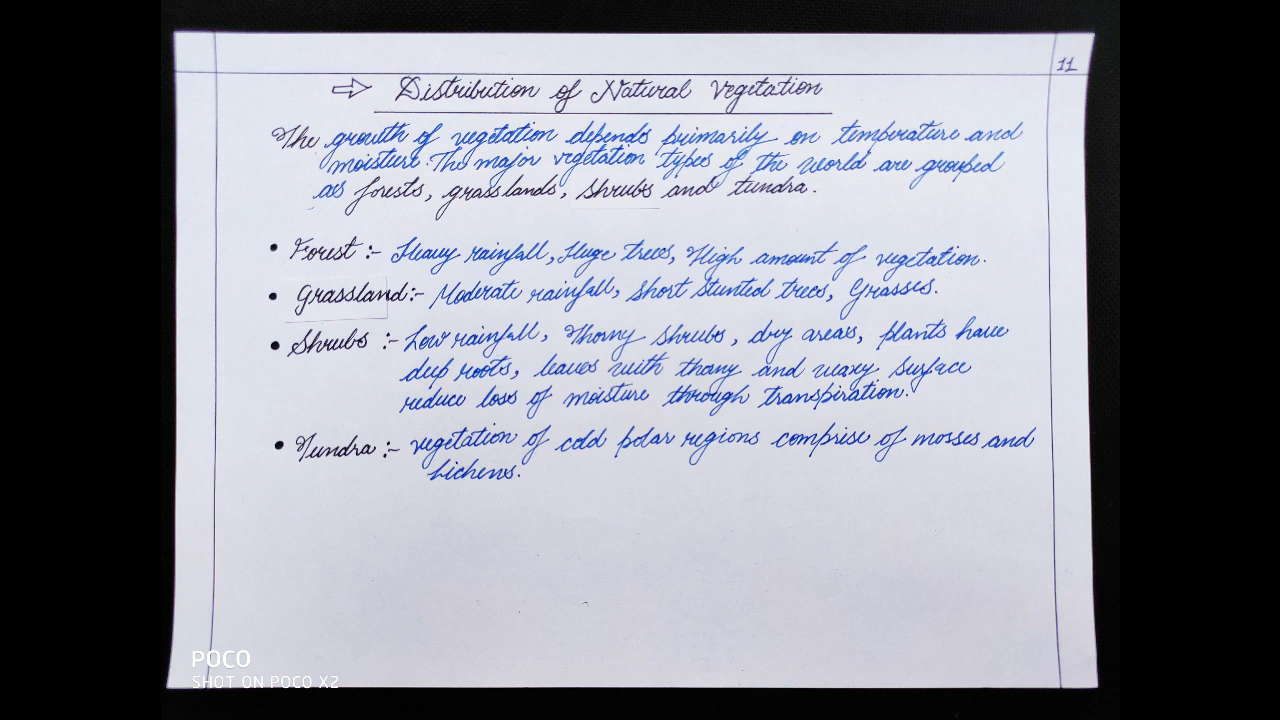 11
⇨ Distribution of Natural Vegetation
The growth of vegetation depends primarily on temperature and
moisture. The major vegetation types of the world are grouped
as forests, grasslands, shrubs and tundra.
• Forest :- Heavy rainfall, Huge trees, High amount of vegetation.
• Grassland :- Moderate rainfall, short stunted trees, Grasses.
• Shrubs :- Low rainfall, Thorny shrubs, dry areas, plants have
deep roots, leaves with thorny and waxy surface
reduce loss of moisture through transpiration.
• Tundra :- vegetation of cold polar regions comprise of mosses and
Lichens.
POCO
SHOT ON POCO X2